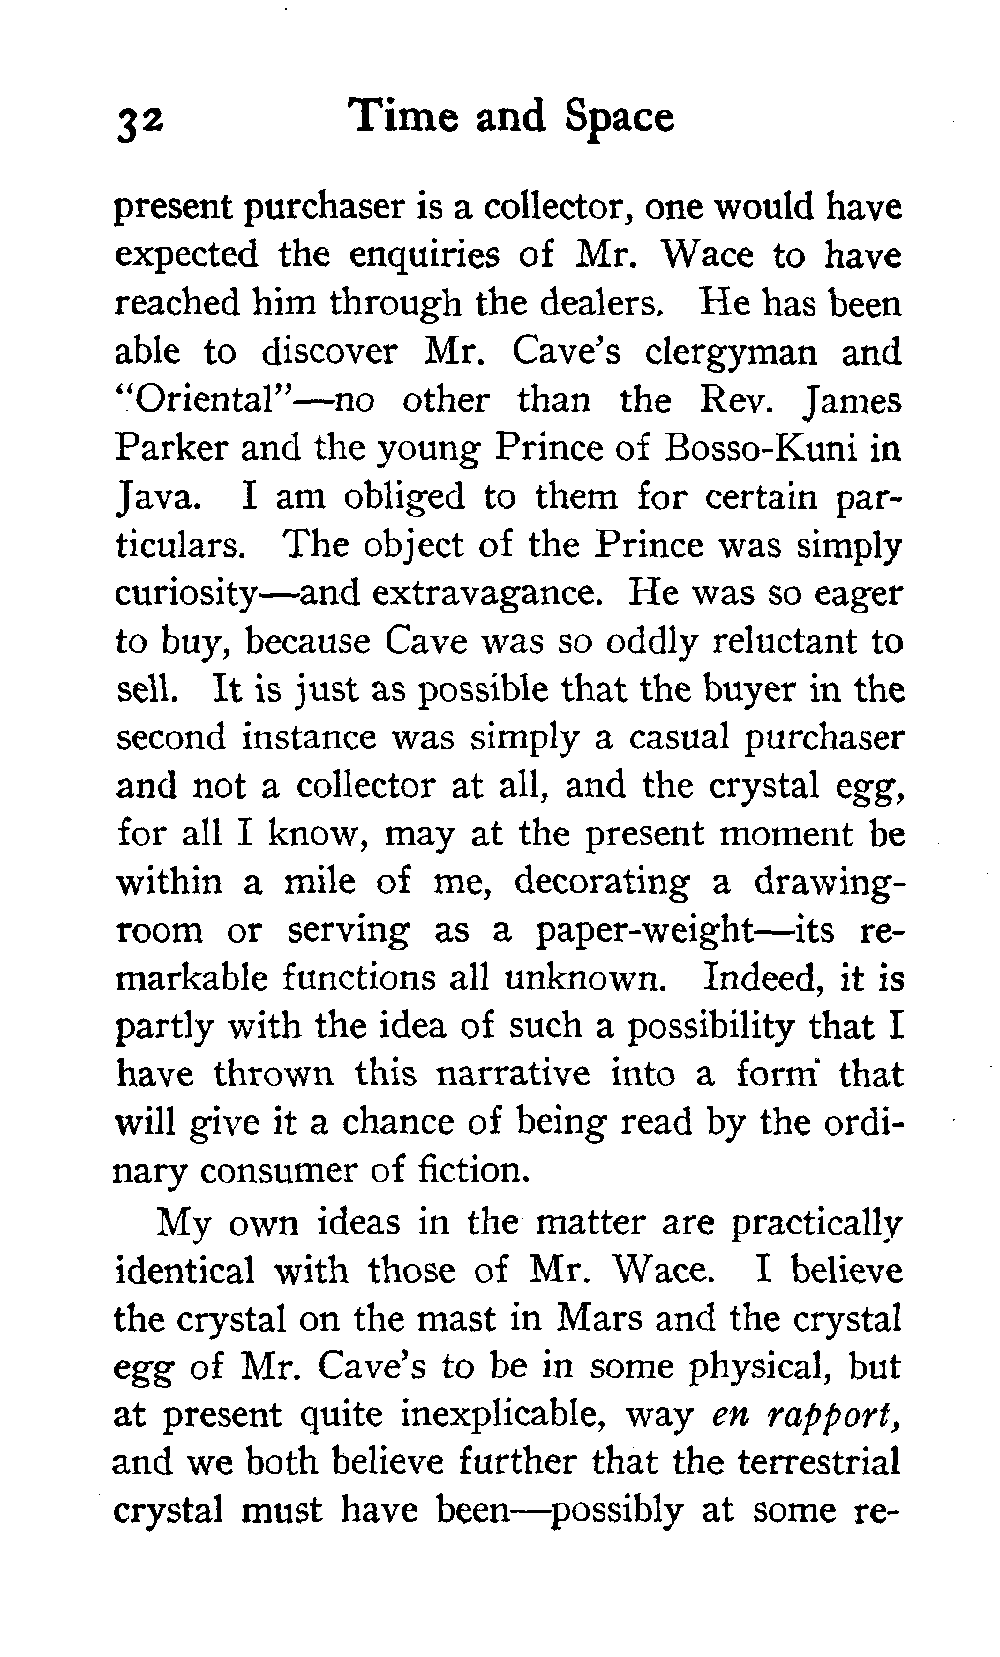 32 Time and Space
present purchaser is a collector, one would have
expected the enquiries of Mr. Wace to have
reached him through the dealers. He has been
able to discover Mr. Cave's clergyman and
"Oriental"—no other than the Rev. James
Parker and the young Prince of Bosso-Kuni in
Java. I am obliged to them for certain par-
ticulars. The object of the Prince was simply
curiosity—and extravagance. He was so eager
to buy, because Cave was so oddly reluctant to
sell. It is just as possible that the buyer in the
second instance was simply a casual purchaser
and not a collector at all, and the crystal egg,
for all I know, may at the present moment be
within a mile of me, decorating a drawing-
room or serving as a paper-weight—its re-
markable functions all unknown. Indeed, it is
partly with the idea of such a possibility that I
have thrown this narrative into a form that
will give it a chance of being read by the ordi-
nary consumer of fiction.
My own ideas in the matter are practically
identical with those of Mr. Wace. I believe
the crystal on the mast in Mars and the crystal
egg of Mr. Cave's to be in some physical, but
at present quite inexplicable, way en rapport,
and we both believe further that the terrestrial
crystal must have been—possibly at some re-